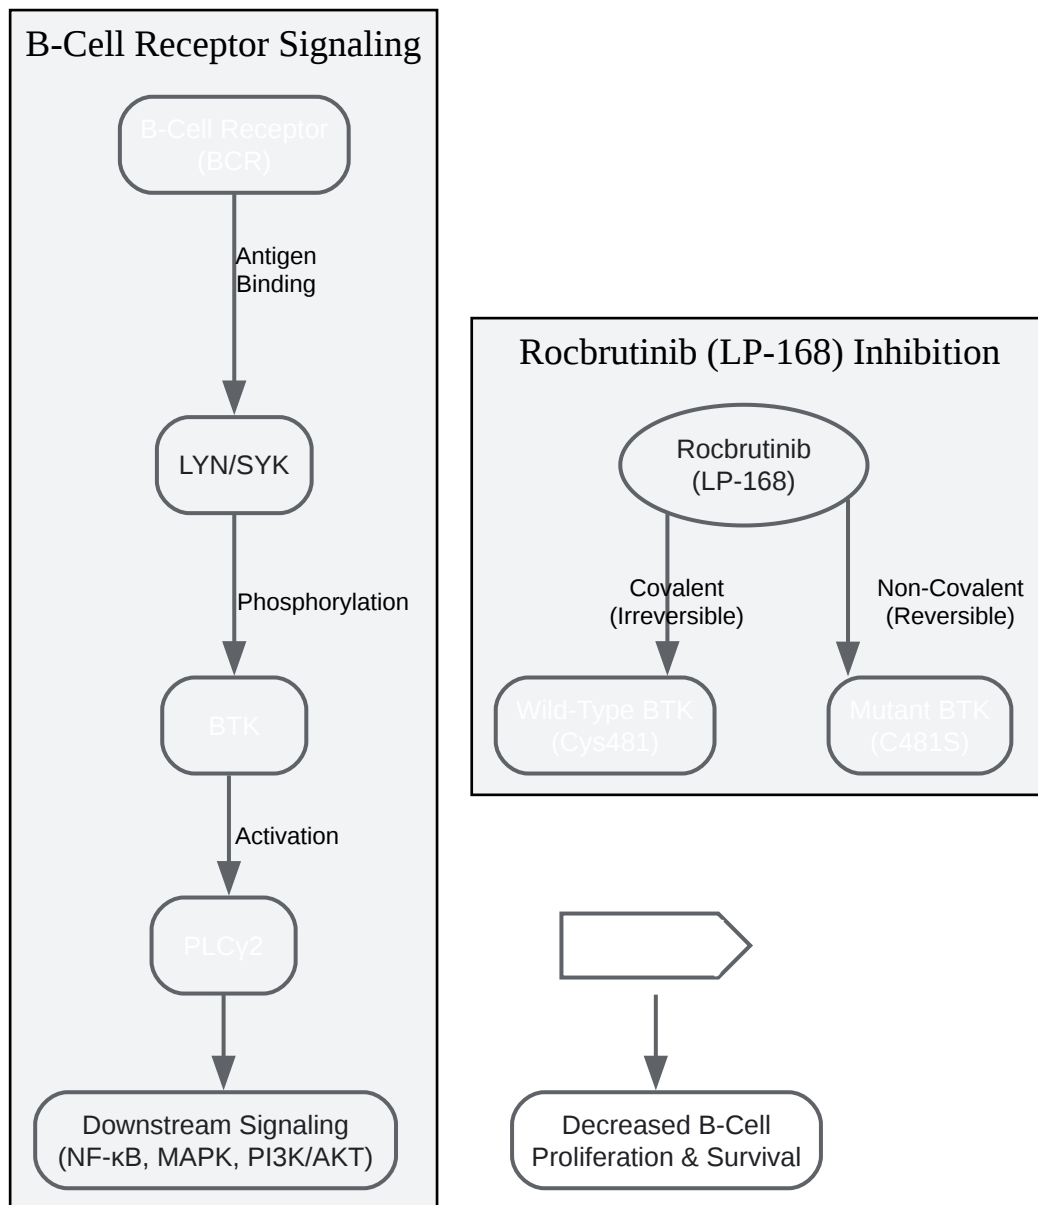 B-Cell Receptor Signaling
B-Cell Receptor
(BCR)
Antigen
Binding
LYN/SYK
Phosphorylation
BTK
Activation
PLCγ2
Downstream Signaling
(NF-κB, MAPK, PI3K/AKT)
Rocbrutinib (LP-168) Inhibition
Rocbrutinib
(LP-168)
Covalent
(Irreversible)
Non-Covalent
(Reversible)
Wild-Type BTK
(Cys481)
Mutant BTK
(C481S)
Decreased B-Cell
Proliferation & Survival